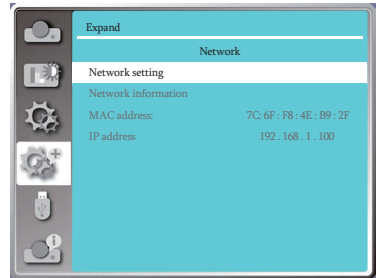 Expand
Network
Network setting
Network information
MAC address: 7C: 6F : F8 : 4E : B9 : 2F
IP address 192 . 168 . 1 . 100